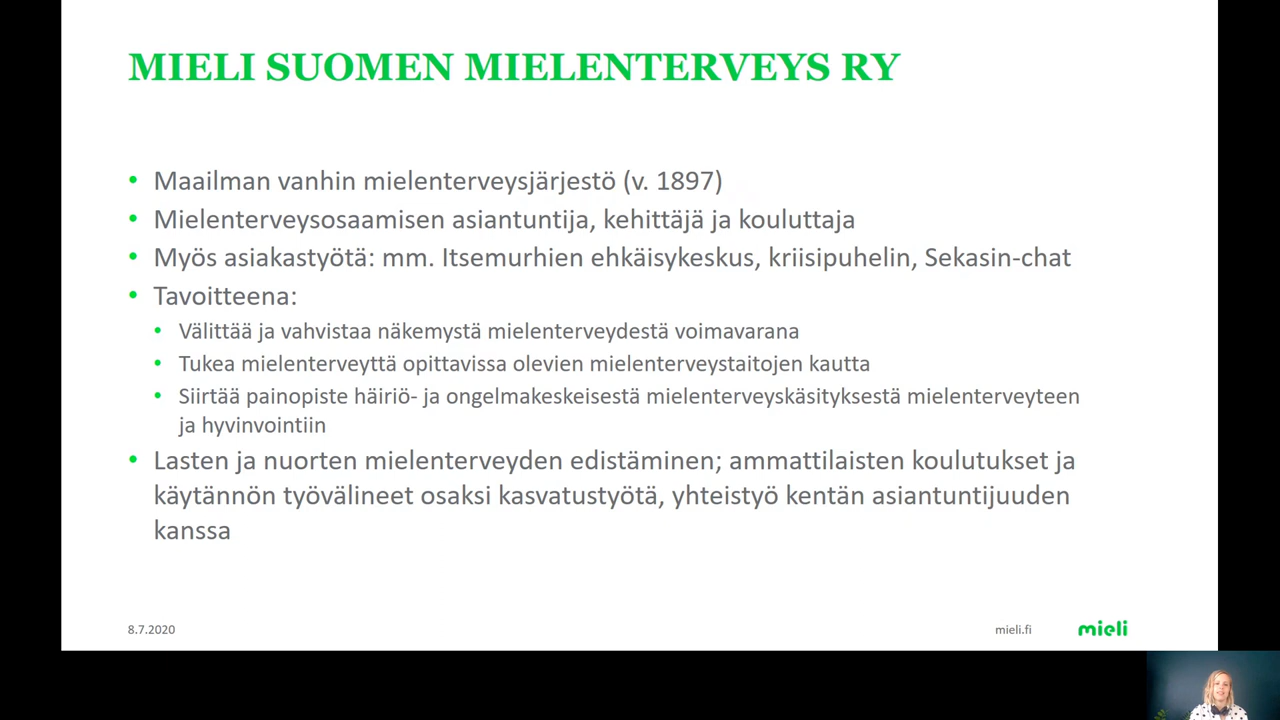 MIELI SUOMEN MIELENTERVEYS RY
• Maailman vanhin mielenterveysjärjestö (v. 1897)
• Mielenterveysosaamisen asiantuntija, kehittäjä ja kouluttaja
• Myös asiakastyötä: mm. Itsemurhien ehkäisykeskus, kriisipuhelin, Sekasin-chat
• Tavoitteena:
• Välittää ja vahvistaa näkemystä mielenterveydestä voimavarana
• Tukea mielenterveyttä opittavissa olevien mielenterveystaitojen kautta
• Siirtää painopiste häiriö- ja ongelmakeskeisestä mielenterveyskäsityksestä mielenterveyteen
ja hyvinvointiin
• Lasten ja nuorten mielenterveyden edistäminen; ammattilaisten koulutukset ja
käytännön työvälineet osaksi kasvatustyötä, yhteistyö kentän asiantuntijuuden
kanssa
8.7.2020
mieli.fi
mieli